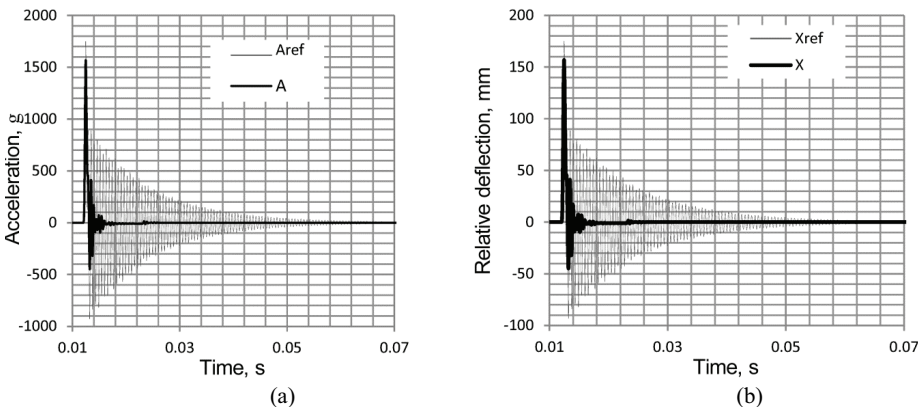 2000
1500
1000
500
0
-500
-1000
Acceleration, g
Aref
A
0.01
0.03
0.05
0.07
Time, s
(a)
200
150
100
50
0
-50
-100
Relative deflection, mm
Xref
X
0.01
0.03
0.05
0.07
Time, s
(b)